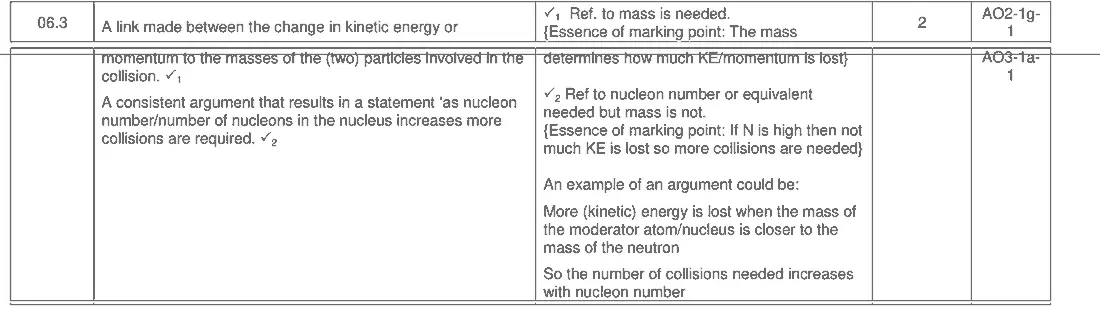 06.3
A link made between the change in kinetic energy or
momentum to the masses of the (two) particles involved in the
collision. ✓1
A consistent argument that results in a statement 'as nucleon
number/number of nucleons in the nucleus increases more
collisions are required. ✓2
✓1 Ref. to mass is needed.
{Essence of marking point: The mass
determines how much KE/momentum is lost}
✓2 Ref to nucleon number or equivalent
needed but mass is not.
{Essence of marking point: If N is high then not
much KE is lost so more collisions are needed}
An example of an argument could be:
More (kinetic) energy is lost when the mass of
the moderator atom/nucleus is closer to the
mass of the neutron
So the number of collisions needed increases
with nucleon number
2
AO2-1g-
1
AO3-1a-
1